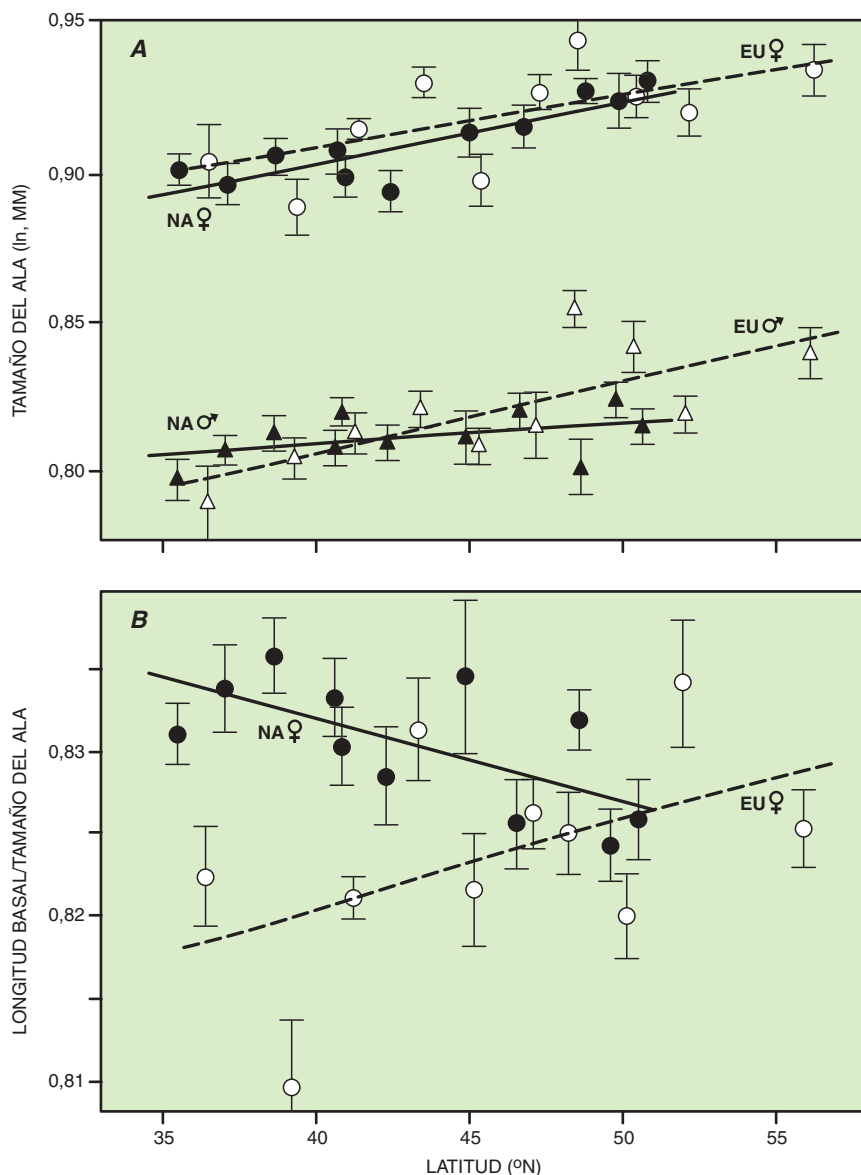 0,95
A
EU♀
0,90
NA♀
TAMAÑO DEL ALA (ln, MM)
0,85
EU♂
NA♂
0,80
B
0,83
NA♀
EU♀
LONGITUD BASAL/TAMAÑO DEL ALA
0,82
0,81
35 40 45 50 55
LATITUD (ºN)